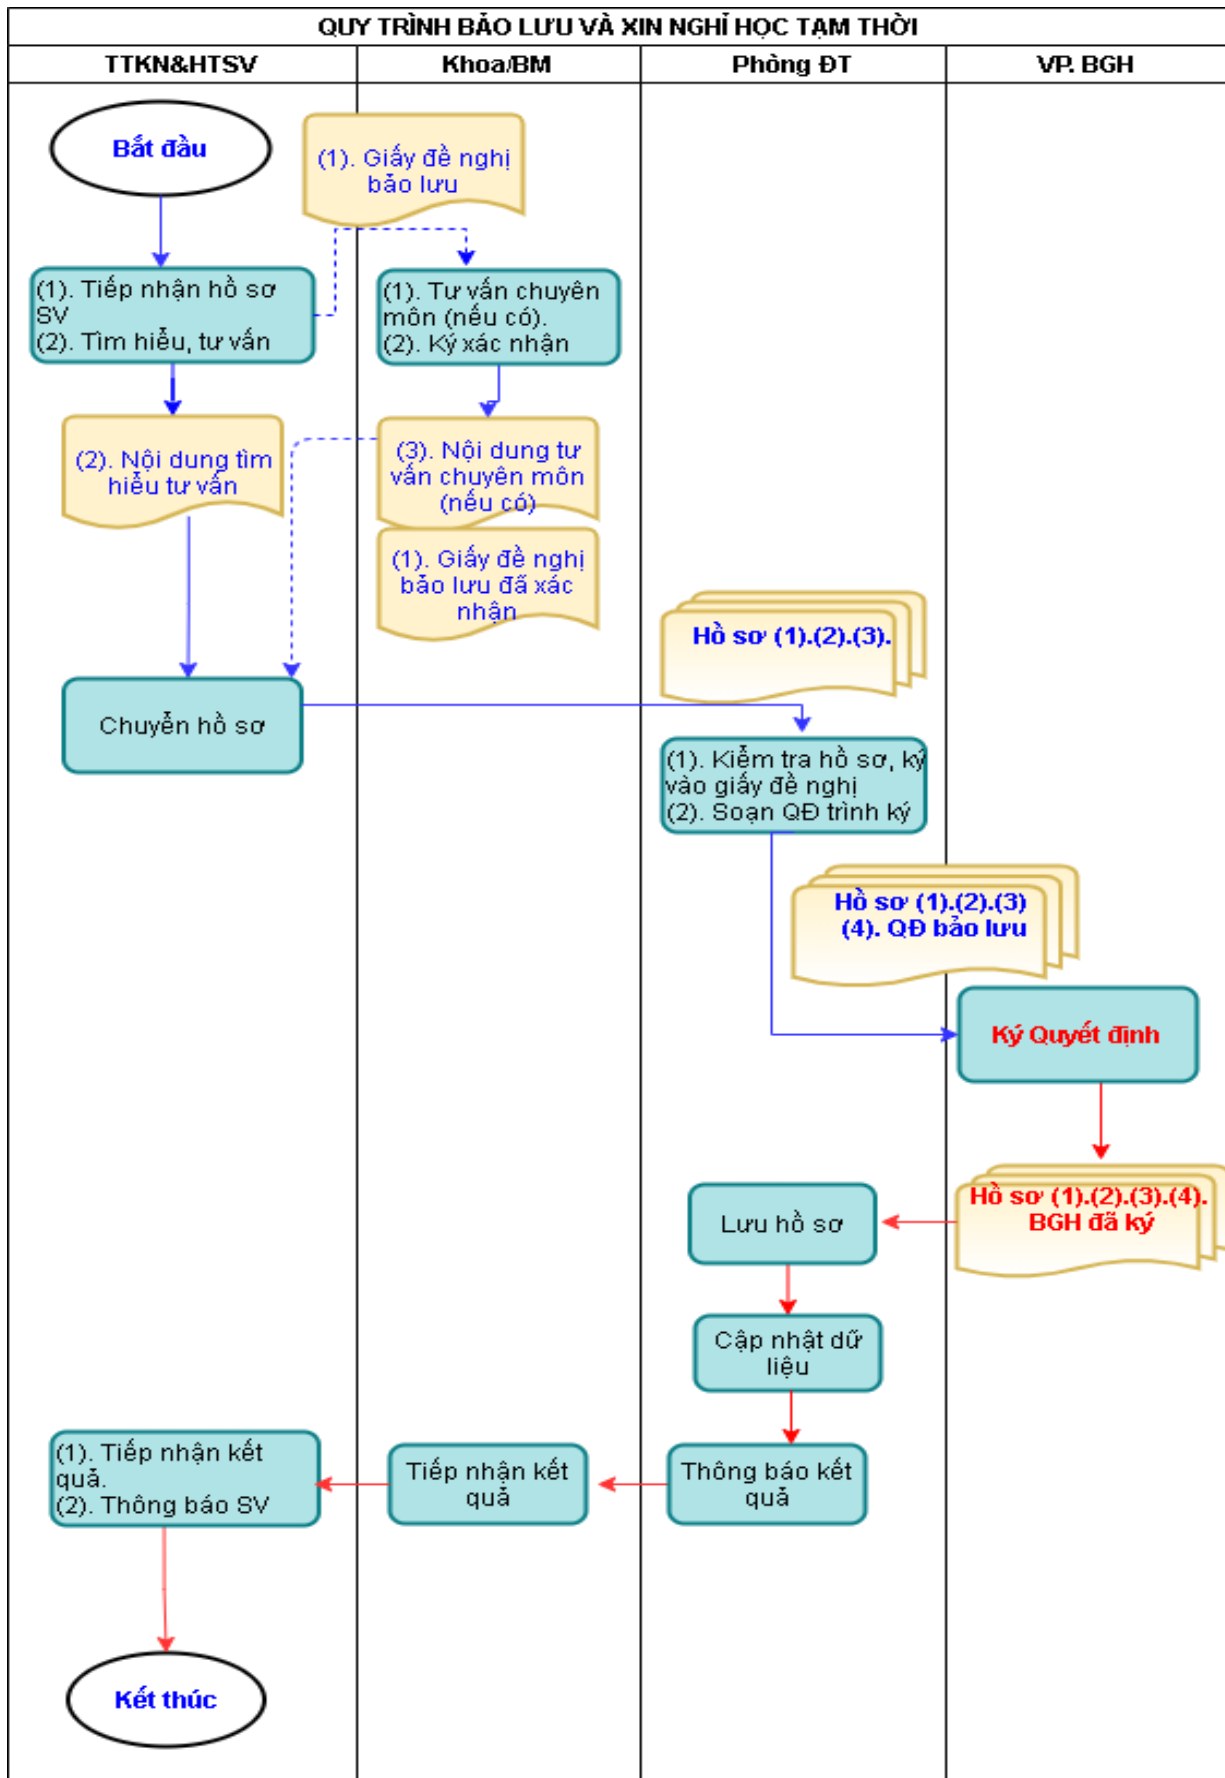 QUY TRÌNH BẢO LƯU VÀ XIN NGHỈ HỌC TẠM THỜI
TTKN&HTSV
Khoa/BM
Phòng ĐT
VP. BGH
Bắt đầu
(1). Giấy đề nghị
bảo lưu
(1). Tiếp nhận hồ sơ
SV
(2). Tìm hiểu, tư vấn
(1). Tư vấn chuyên
môn (nếu có).
(2). Ký xác nhận
(2). Nội dung tìm
hiểu tư vấn
(3). Nội dung tư
vấn chuyên môn
(nếu có)
(1). Giấy đề nghị
bảo lưu đã xác
nhận
Hồ sơ (1).(2).(3).
Chuyển hồ sơ
(1). Kiểm tra hồ sơ, ký
vào giấy đề nghị
(2). Soạn QĐ trình ký
Hồ sơ (1).(2).(3)
(4). QĐ bảo lưu
Ký Quyết định
Hồ sơ (1).(2).(3).(4).
BGH đã ký
Lưu hồ sơ
Cập nhật dữ
liệu
(1). Tiếp nhận kết
quả.
(2). Thông báo SV
Tiếp nhận kết
quả
Thông báo kết
quả
Kết thúc